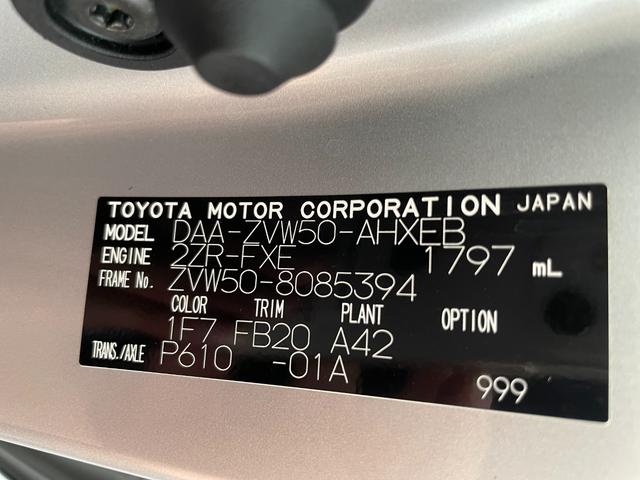 TOYOTA MOTOR CORPORATION JAPAN
MODEL DAA-ZVW50-AHXEB
ENGINE 2ZR-FXE 1797 mL
FRAME No. ZVW50-8085394
COLOR TRIM PLANT OPTION
1F7 FB20 A42
TRANS./AXLE P610 -01A
999